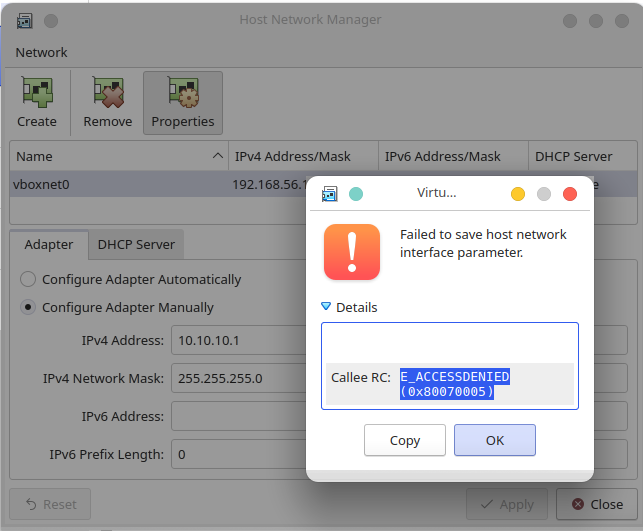 Host Network Manager
Network
Create
Remove
Properties
Name
IPv4 Address/Mask
IPv6 Address/Mask
DHCP Server
vboxnet0
192.168.56.
Virtu...
Failed to save host network
interface parameter.
Details
Callee RC:
E_ACCESSDENIED
(0x80070005)
Copy
OK
Adapter
DHCP Server
Configure Adapter Automatically
Configure Adapter Manually
IPv4 Address:
10.10.10.1
IPv4 Network Mask:
255.255.255.0
IPv6 Address:
IPv6 Prefix Length:
0
Reset
Apply
Close